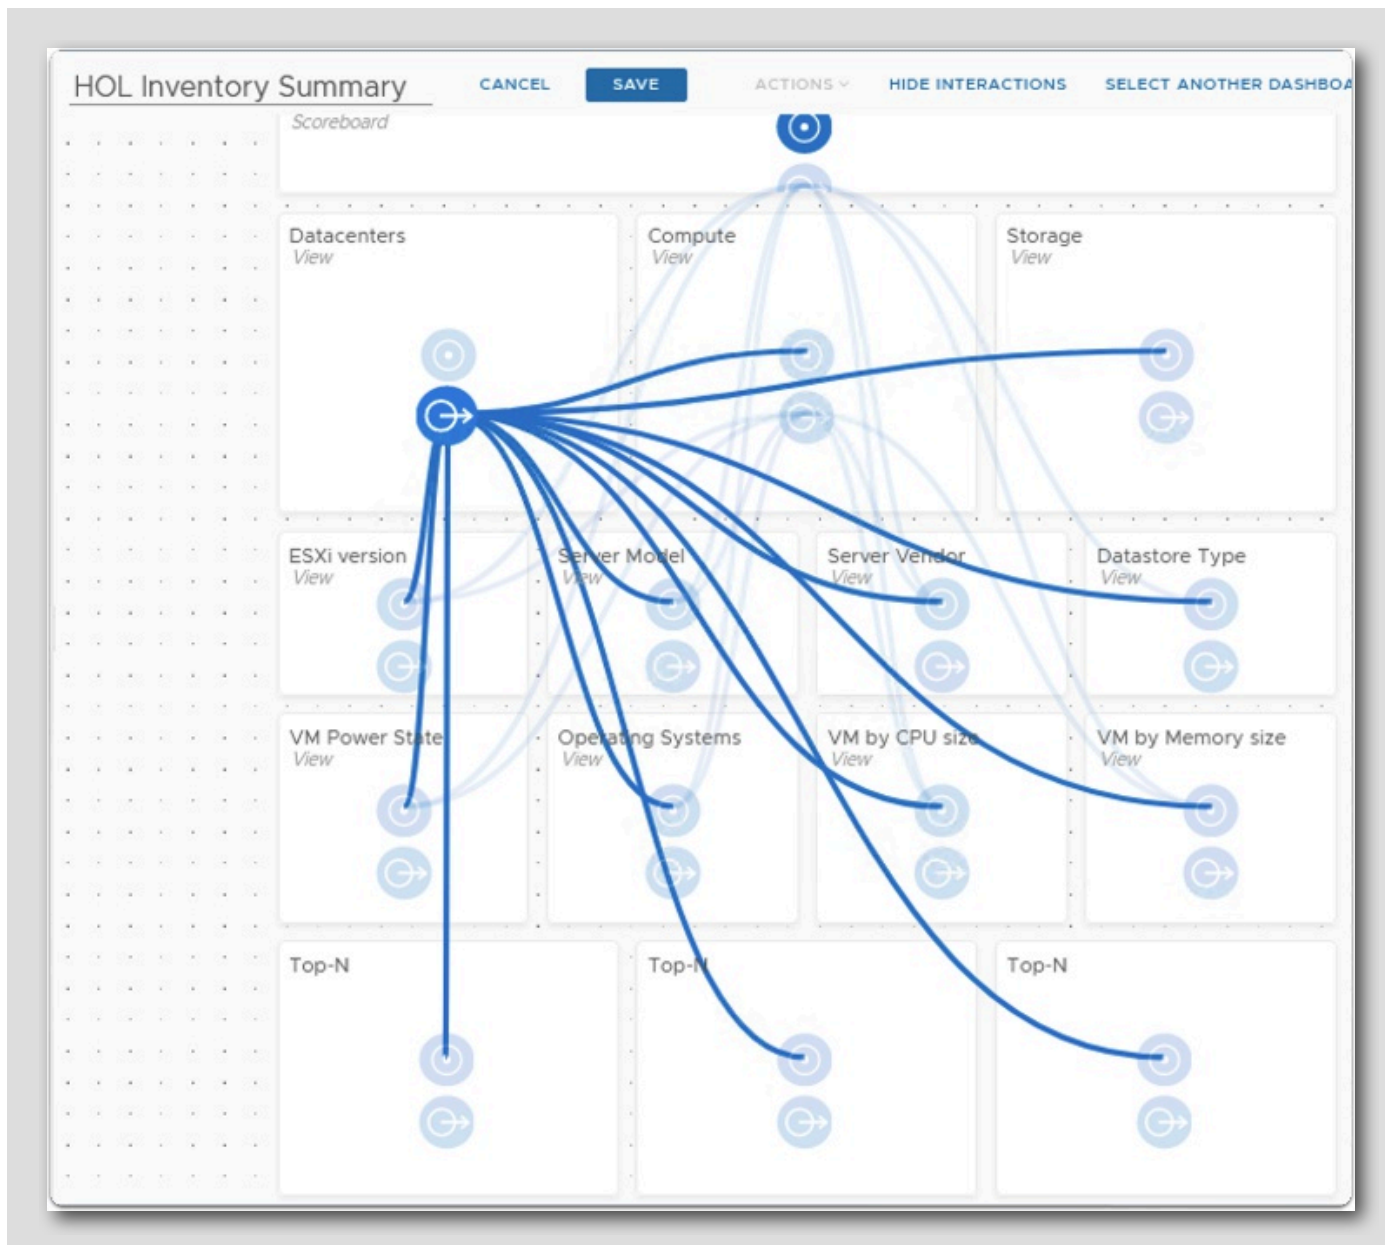 HOL Inventory Summary
CANCEL
SAVE
ACTIONS
HIDE INTERACTIONS
SELECT ANOTHER DASHBOA
Scoreboard
Datacenters
View
Compute
View
Storage
View
ESXi version
View
Server Model
View
Server Vendor
View
Datastore Type
View
VM Power State
View
Operating Systems
View
VM by CPU size
View
VM by Memory size
View
Top-N
Top-N
Top-N